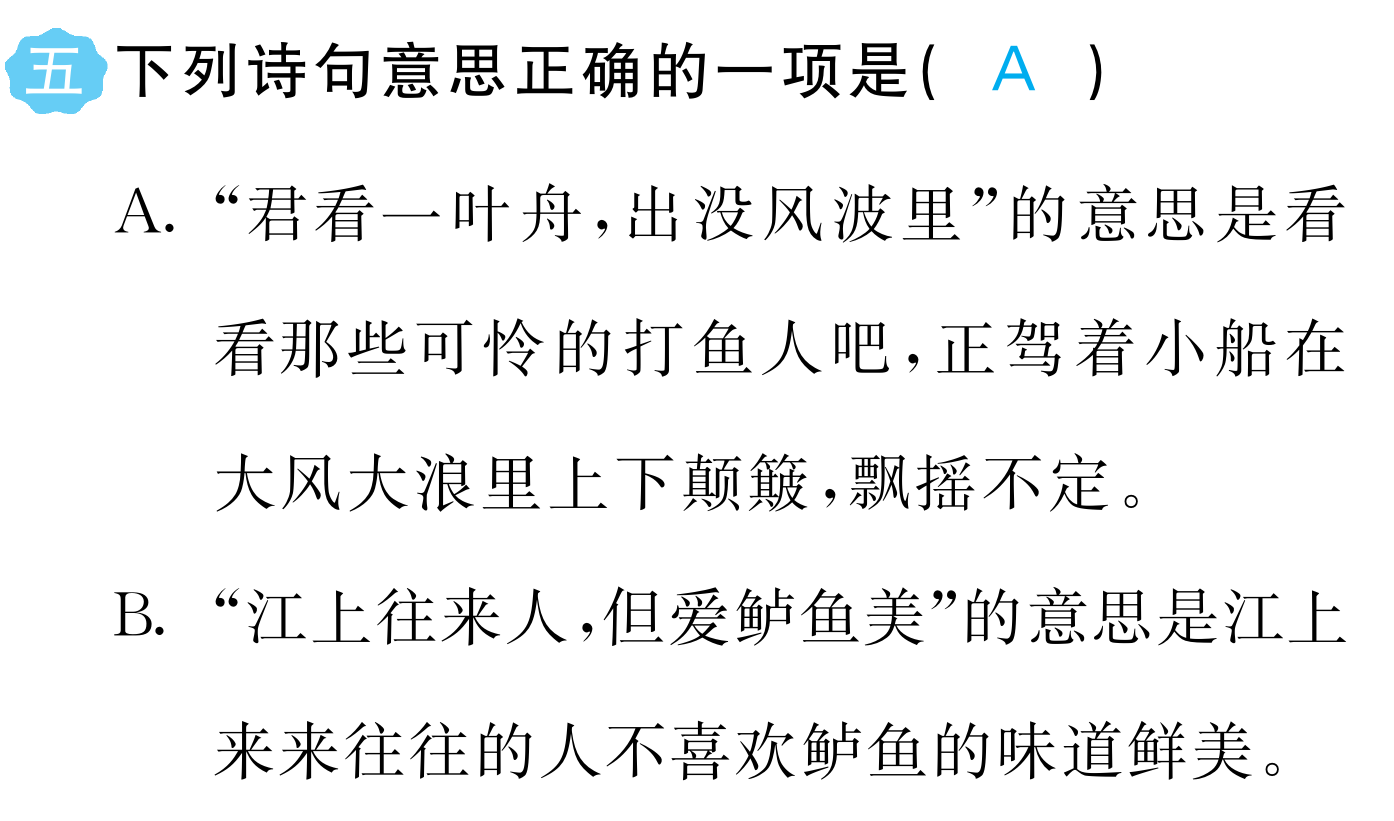 五 下列诗句意思正确的一项是( A )
A. “君看一叶舟,出没风波里”的意思是看
看那些可怜的打鱼人吧,正驾着小船在
大风大浪里上下颠簸,飘摇不定。
B. “江上往来人,但爱鲈鱼美”的意思是江上
来来往往的人不喜欢鲈鱼的味道鲜美。